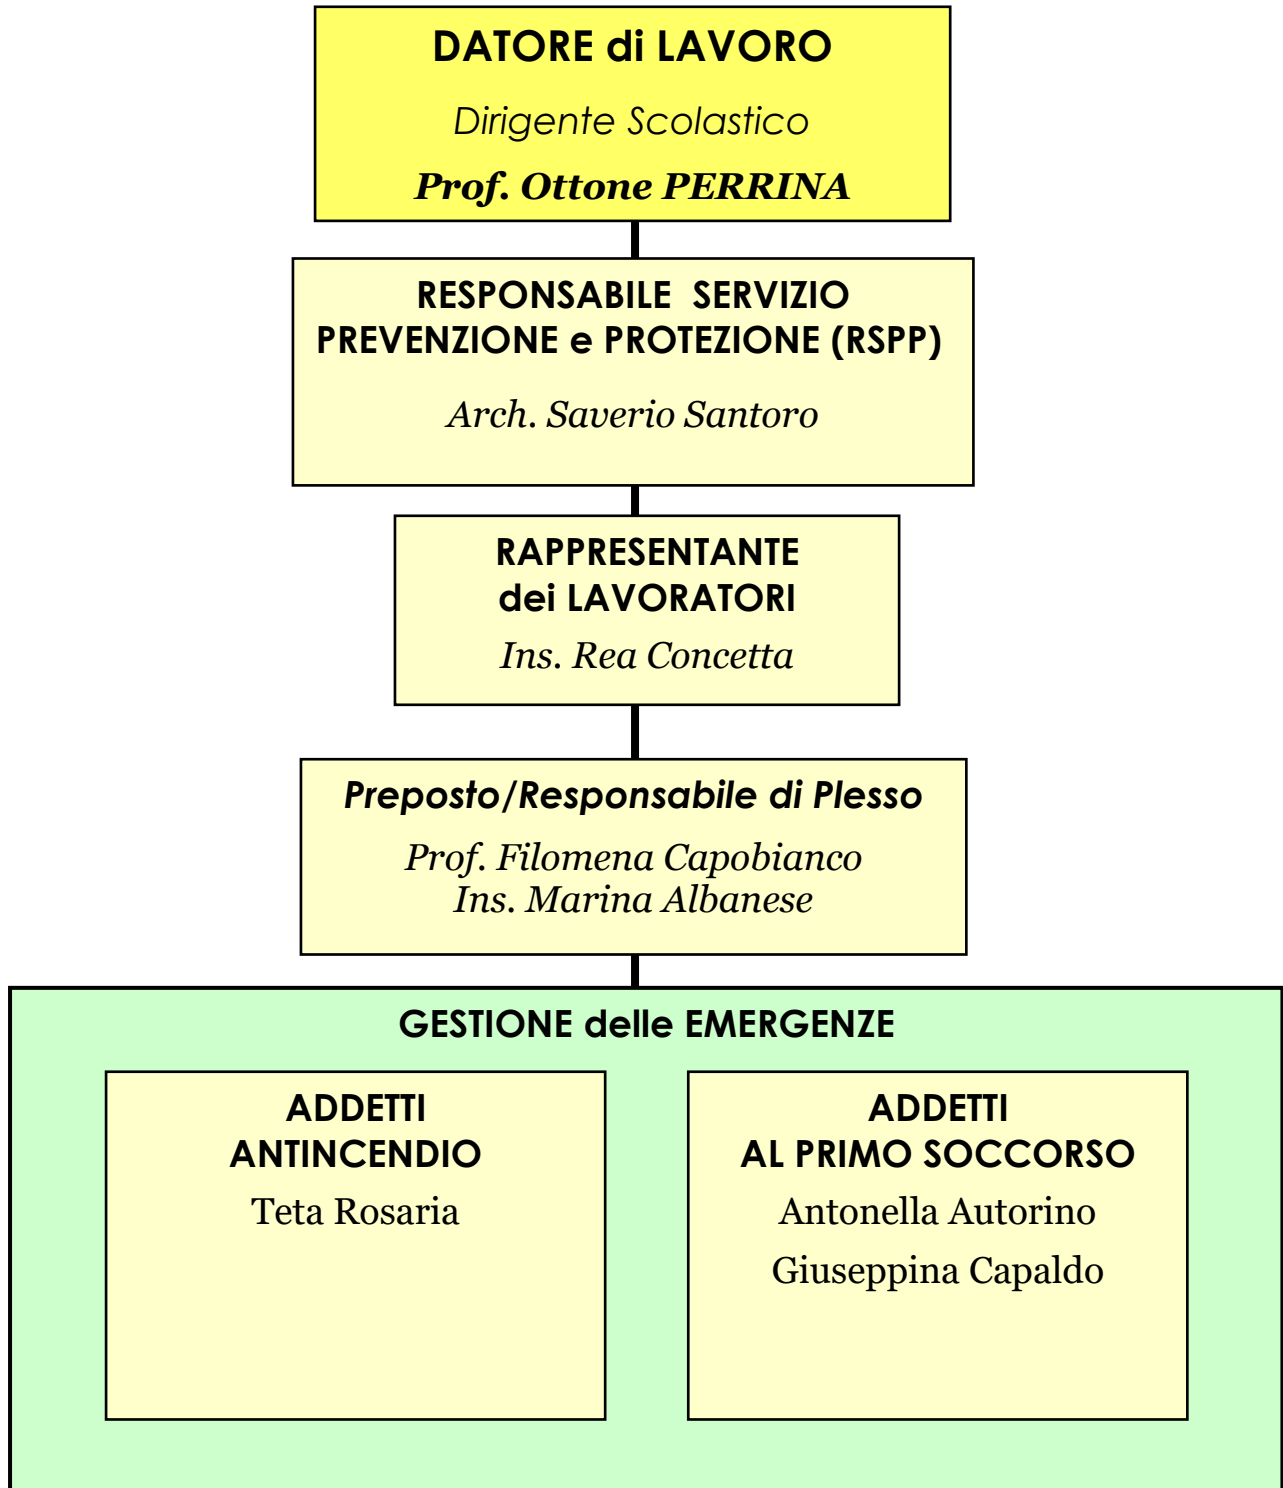 DATORE di LAVORO
Dirigente Scolastico
Prof. Ottone PERRINA
RESPONSABILE SERVIZIO
PREVENZIONE e PROTEZIONE (RSPP)
Arch. Saverio Santoro
RAPPRESENTANTE
dei LAVORATORI
Ins. Rea Concetta
Preposto/Responsabile di Plesso
Prof. Filomena Capobianco
Ins. Marina Albanese
GESTIONE delle EMERGENZE
ADDETTI
ANTINCENDIO
Teta Rosaria
ADDETTI
AL PRIMO SOCCORSO
Antonella Autorino
Giuseppina Capaldo